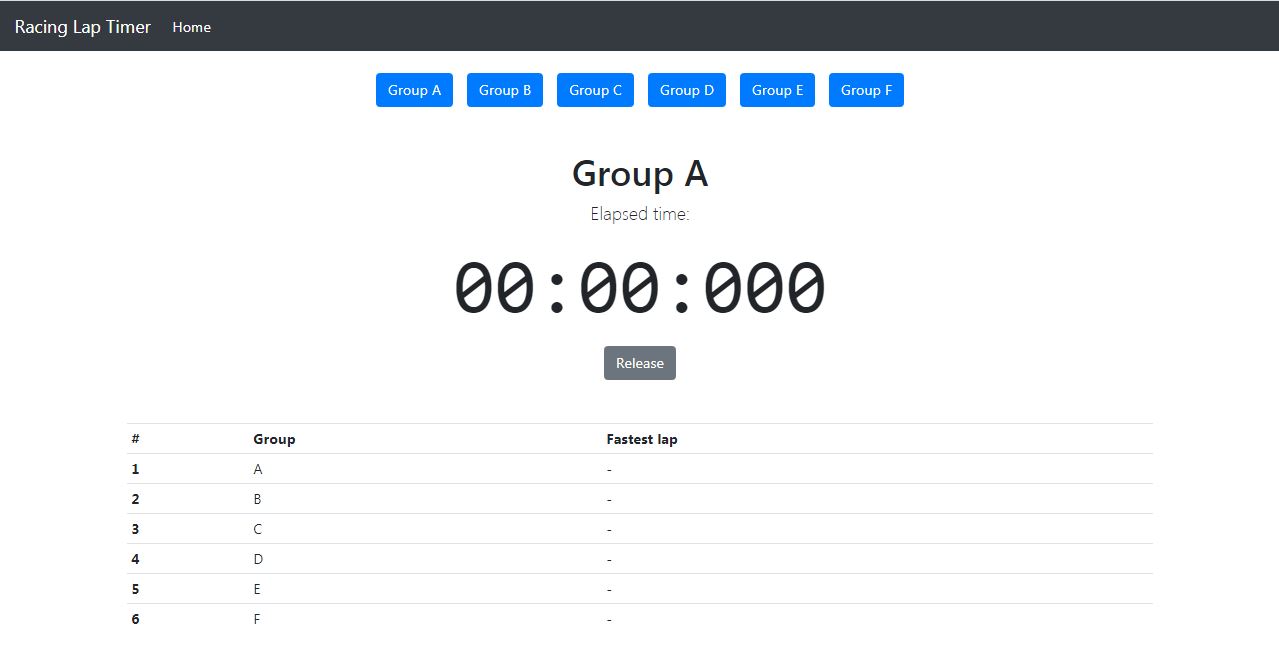 Racing Lap Timer Home
Group A Group B Group C Group D Group E Group F
Group A
Elapsed time:
00:00:000
Release
# Group Fastest lap
1 A -
2 B -
3 C -
4 D -
5 E -
6 F -